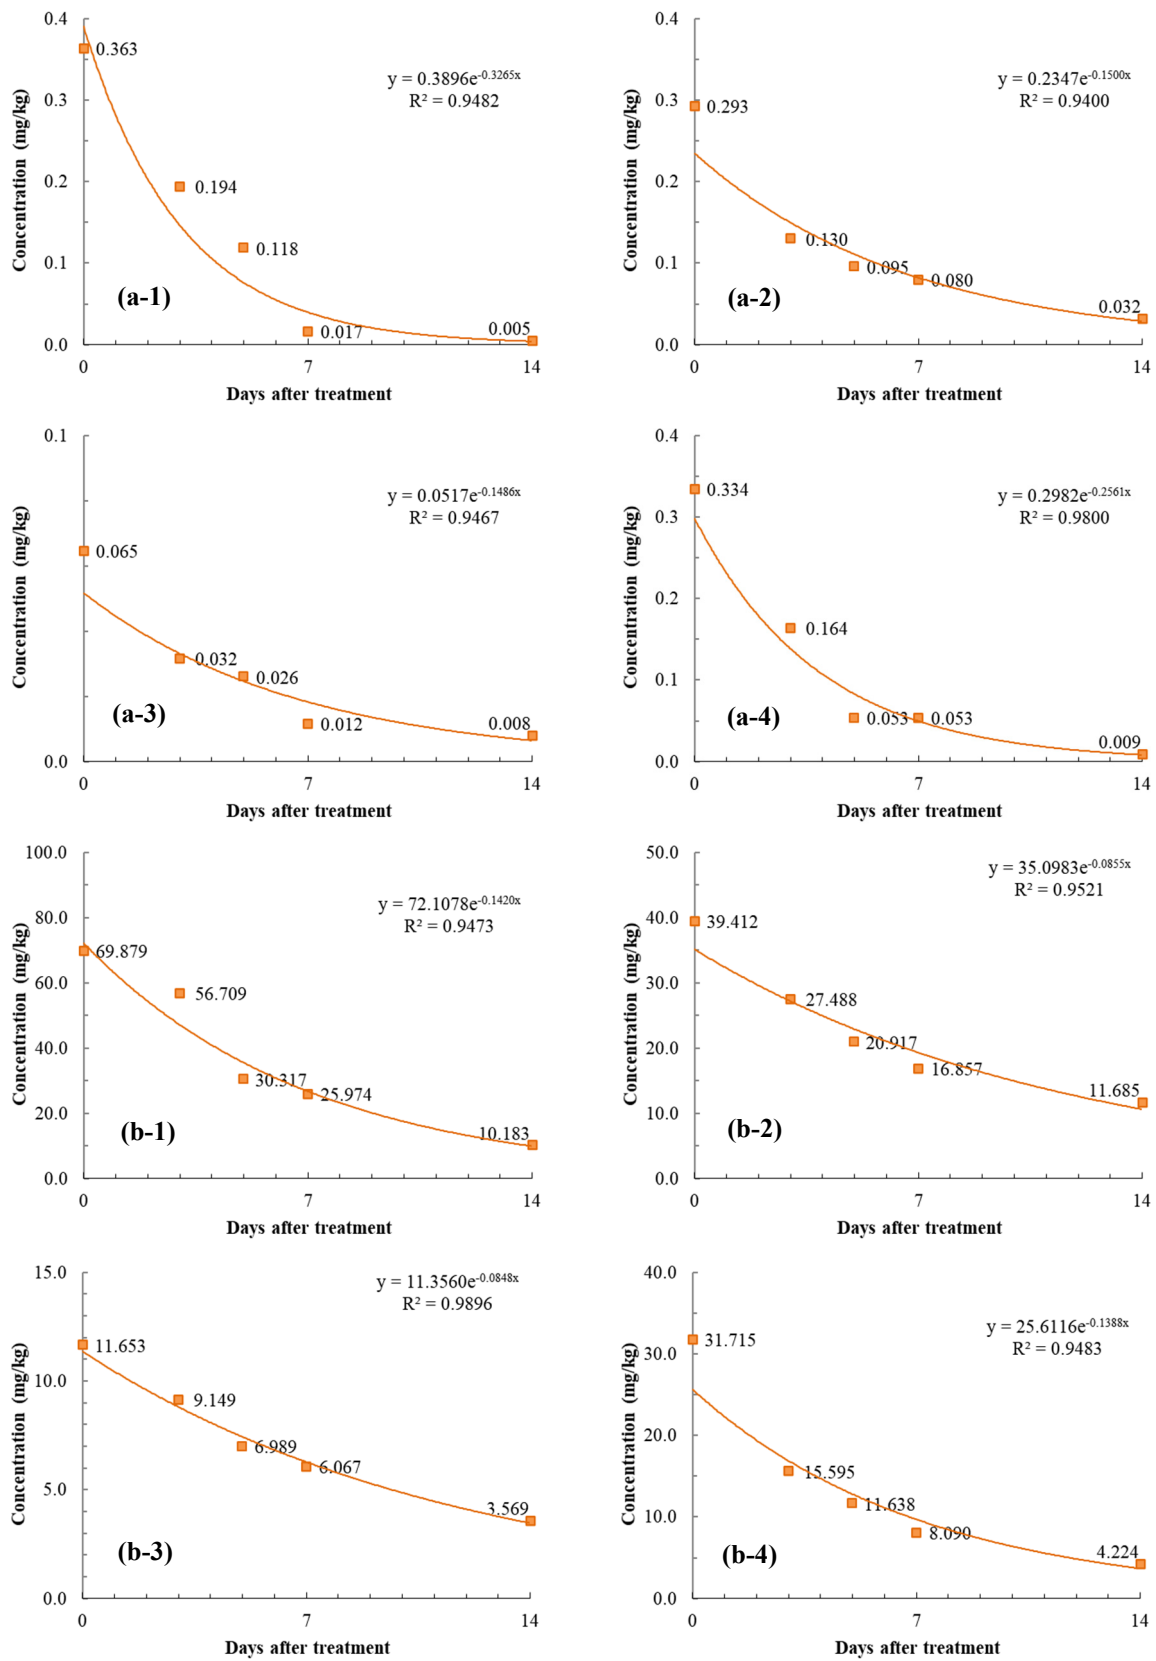 0.4
0.3
0.2
0.1
0.0
Concentration (mg/kg)
0.363
0.194
0.118
0.017
0.005
y = 0.3896e^-0.3265x
R² = 0.9482
(a-1)
0
7
14
Days after treatment
0.4
0.3
0.2
0.1
0.0
Concentration (mg/kg)
0.293
0.130
0.095
0.080
0.032
y = 0.2347e^-0.1500x
R² = 0.9400
(a-2)
0
7
14
Days after treatment
0.1
0.0
Concentration (mg/kg)
0.065
0.032
0.026
0.012
0.008
y = 0.0517e^-0.1486x
R² = 0.9467
(a-3)
0
7
14
Days after treatment
0.4
0.3
0.2
0.1
0.0
Concentration (mg/kg)
0.334
0.164
0.053
0.053
0.009
y = 0.2982e^-0.2561x
R² = 0.9800
(a-4)
0
7
14
Days after treatment
100.0
80.0
60.0
40.0
20.0
0.0
Concentration (mg/kg)
69.879
56.709
30.317
25.974
10.183
y = 72.1078e^-0.1420x
R² = 0.9473
(b-1)
0
7
14
Days after treatment
50.0
40.0
30.0
20.0
10.0
0.0
Concentration (mg/kg)
39.412
27.488
20.917
16.857
11.685
y = 35.0983e^-0.0855x
R² = 0.9521
(b-2)
0
7
14
Days after treatment
15.0
10.0
5.0
0.0
Concentration (mg/kg)
11.653
9.149
6.989
6.067
3.569
y = 11.3560e^-0.0848x
R² = 0.9896
(b-3)
0
7
14
Days after treatment
40.0
30.0
20.0
10.0
0.0
Concentration (mg/kg)
31.715
15.595
11.638
8.090
4.224
y = 25.6116e^-0.1388x
R² = 0.9483
(b-4)
0
7
14
Days after treatment